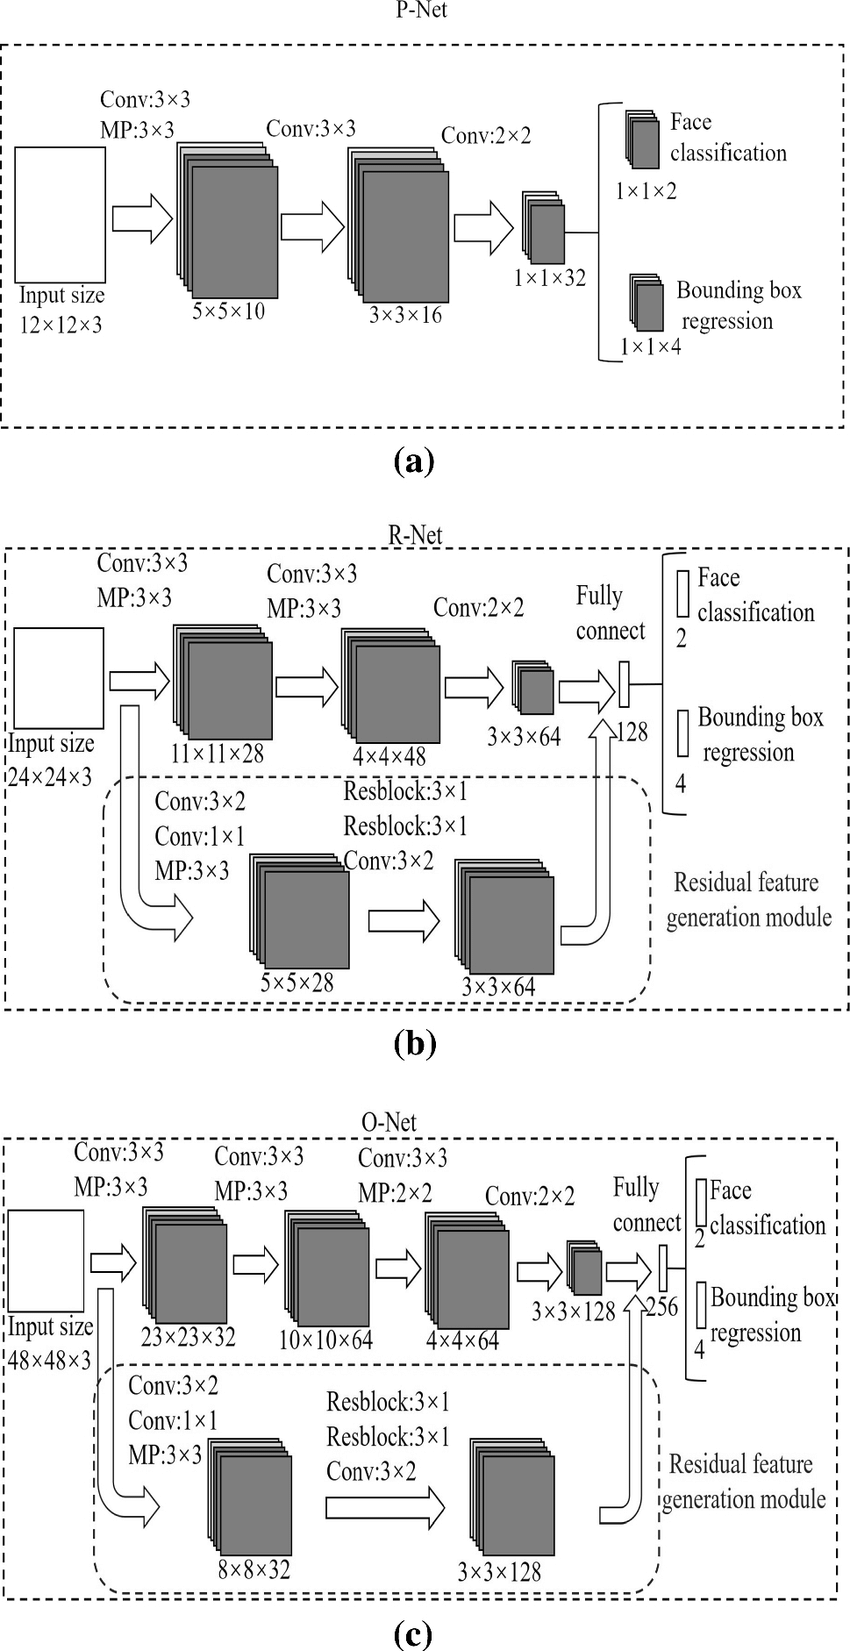 P-Net
Conv:3×3
MP:3×3
Conv:3×3
Conv:2×2
Face
classification
1×1×2
Input size
12×12×3
5×5×10
3×3×16
1×1×32
Bounding box
regression
1×1×4
(a)
R-Net
Conv:3×3
MP:3×3
Conv:3×3
MP:3×3
Conv:2×2
Fully
connect
Face
classification
2
Input size
24×24×3
11×11×28
4×4×48
3×3×64
128
Bounding box
regression
4
Conv:3×2
Conv:1×1
MP:3×3
Resblock:3×1
Resblock:3×1
Conv:3×2
5×5×28
3×3×64
Residual feature
generation module
(b)
O-Net
Conv:3×3
MP:3×3
Conv:3×3
MP:3×3
Conv:3×3
MP:2×2
Conv:2×2
Fully
connect
Face
classification
2
Input size
48×48×3
23×23×32
10×10×64
4×4×64
3×3×128
256
Bounding box
regression
4
Conv:3×2
Conv:1×1
MP:3×3
Resblock:3×1
Resblock:3×1
Conv:3×2
8×8×32
3×3×128
Residual feature
generation module
(c)